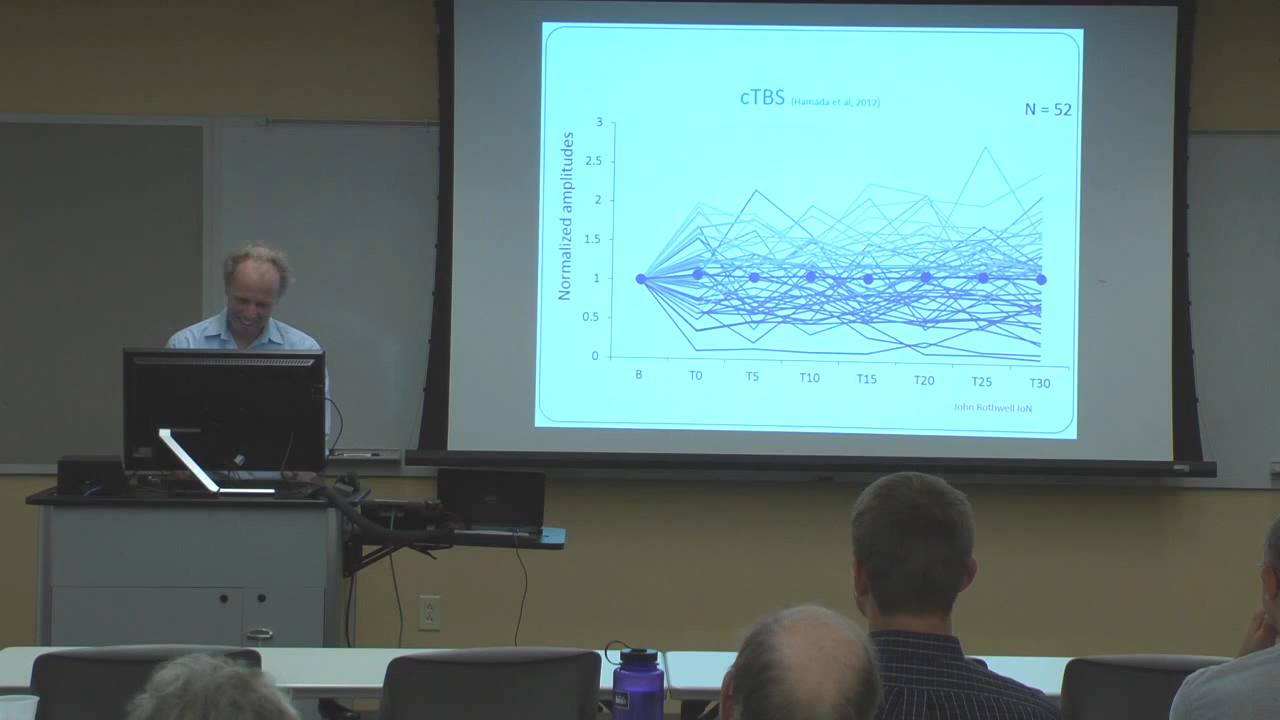 cTBS (Hamada et al, 2012)
N = 52
Normalized amplitudes
3
2.5
2
1.5
1
0.5
0
B T0 T5 T10 T15 T20 T25 T30
John Rothwell IoN